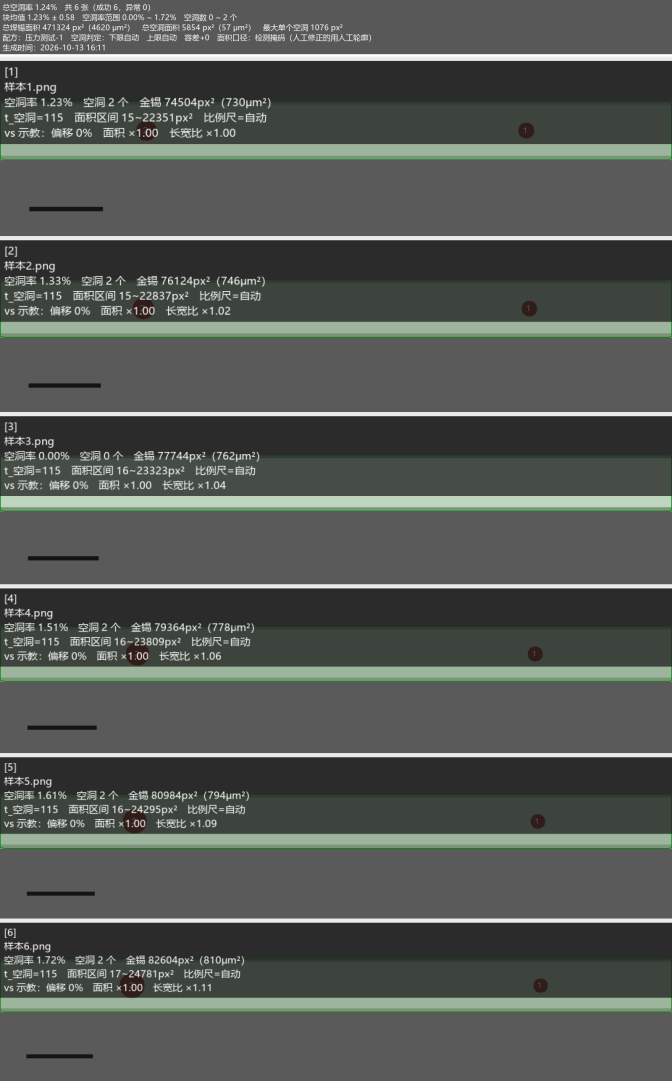 总空洞率 1.24%　共 6 张（成功 6，异常 0）
块均值 1.23% ± 0.58　空洞率范围 0.00% ~ 1.72%　空洞数 0 ~ 2 个
总焊锡面积 471324 px²（4620 μm²）　总空洞面积 5854 px²（57 μm²）　最大单个空洞 1076 px²
配方：压力测试-1　空洞判定：下限自动　上限自动　容差+0　面积口径：检测掩码（人工修正的用人工轮廓）
生成时间：2026-10-13 16:11
[1]
样本1.png
空洞率 1.23%　空洞 2 个　金锡 74504px²（730μm²）
t_空洞=115　面积区间 15~22351px²　比例尺=自动
vs 示教：偏移 0%　面积 ×1.00　长宽比 ×1.00
1
[2]
样本2.png
空洞率 1.33%　空洞 2 个　金锡 76124px²（746μm²）
t_空洞=115　面积区间 15~22837px²　比例尺=自动
vs 示教：偏移 0%　面积 ×1.00　长宽比 ×1.02
1
[3]
样本3.png
空洞率 0.00%　空洞 0 个　金锡 77744px²（762μm²）
t_空洞=115　面积区间 16~23323px²　比例尺=自动
vs 示教：偏移 0%　面积 ×1.00　长宽比 ×1.04
[4]
样本4.png
空洞率 1.51%　空洞 2 个　金锡 79364px²（778μm²）
t_空洞=115　面积区间 16~23809px²　比例尺=自动
vs 示教：偏移 0%　面积 ×1.00　长宽比 ×1.06
1
[5]
样本5.png
空洞率 1.61%　空洞 2 个　金锡 80984px²（794μm²）
t_空洞=115　面积区间 16~24295px²　比例尺=自动
vs 示教：偏移 0%　面积 ×1.00　长宽比 ×1.09
1
[6]
样本6.png
空洞率 1.72%　空洞 2 个　金锡 82604px²（810μm²）
t_空洞=115　面积区间 17~24781px²　比例尺=自动
vs 示教：偏移 0%　面积 ×1.00　长宽比 ×1.11
1